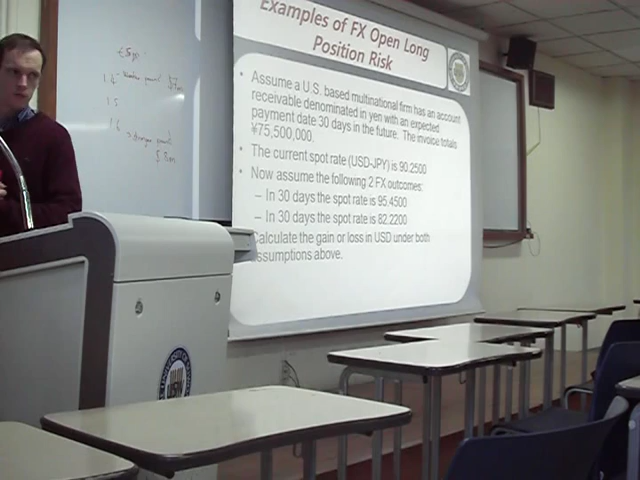 Examples of FX Open Long
Position Risk
• Assume a U.S. based multinational firm has an account
receivable denominated in yen with an expected
payment date 30 days in the future. The invoice totals
¥75,500,000.
• The current spot rate (USD-JPY) is 90.2500
• Now assume the following 2 FX outcomes:
– In 30 days the spot rate is 95.4500
– In 30 days the spot rate is 82.2200
Calculate the gain or loss in USD under both
assumptions above.
1.5
1.6